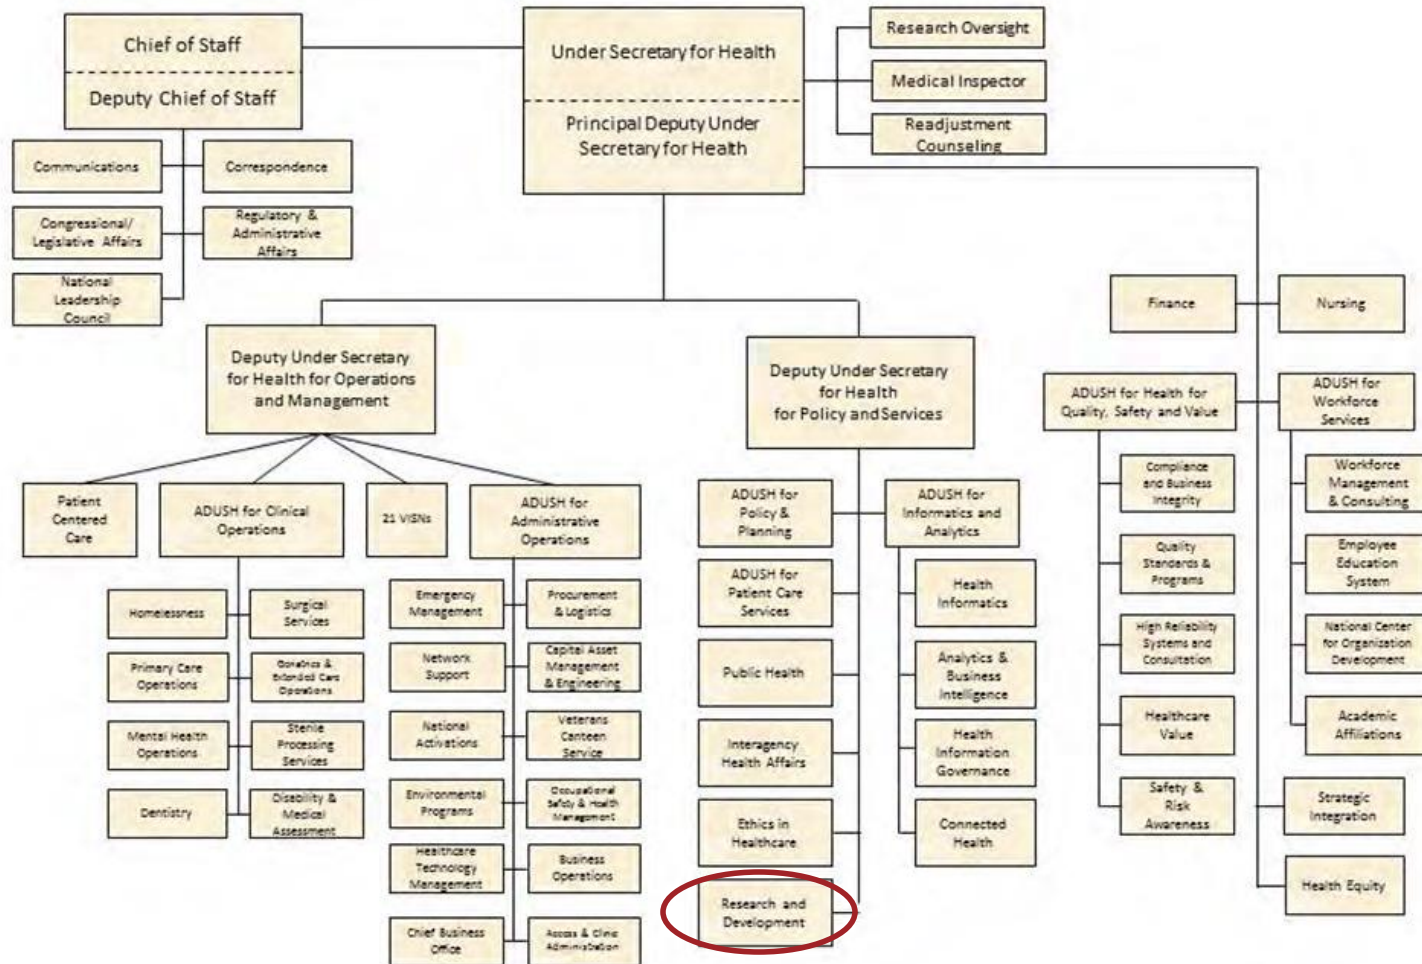 Chief of Staff
Deputy Chief of Staff
Under Secretary for Health
Principal Deputy Under
Secretary for Health
Research Oversight
Medical Inspector
Readjustment
Counseling
Communications
Correspondence
Congressional/
Legislative Affairs
Regulatory &
Administrative
Affairs
National
Leadership
Council
Finance
Nursing
Deputy Under Secretary
for Health for Operations
and Management
Deputy Under Secretary
for Health
for Policy and Services
ADUSH for Health for
Quality, Safety and Value
ADUSH for
Workforce
Services
Patient
Centered
Care
ADUSH for Clinical
Operations
21 VISNs
ADUSH for
Administrative
Operations
ADUSH for
Policy &
Planning
ADUSH for
Informatics and
Analytics
Compliance
and Business
Integrity
Workforce
Management
& Consulting
Homelessness
Surgical
Services
Emergency
Management
Procurement
& Logistics
ADUSH for
Patient Care
Services
Health
Informatics
Quality
Standards &
Programs
Employee
Education
System
Primary Care
Operations
Geriatrics &
Extended Care
Operations
Network
Support
Capital Asset
Management
& Engineering
Public Health
Analytics &
Business
Intelligence
High Reliability
Systems and
Consultation
National Center
for Organization
Development
Mental Health
Operations
Sterile
Processing
Services
National
Activations
Veterans
Canteen
Service
Interagency
Health Affairs
Health
Information
Governance
Healthcare
Value
Academic
Affiliations
Dentistry
Disability &
Medical
Assessment
Environmental
Programs
Occupational
Safety & Health
Management
Ethics in
Healthcare
Connected
Health
Safety &
Risk
Awareness
Strategic
Integration
Healthcare
Technology
Management
Business
Operations
Research and
Development
Health Equity
Chief Business
Office
Access & Clinic
Administration